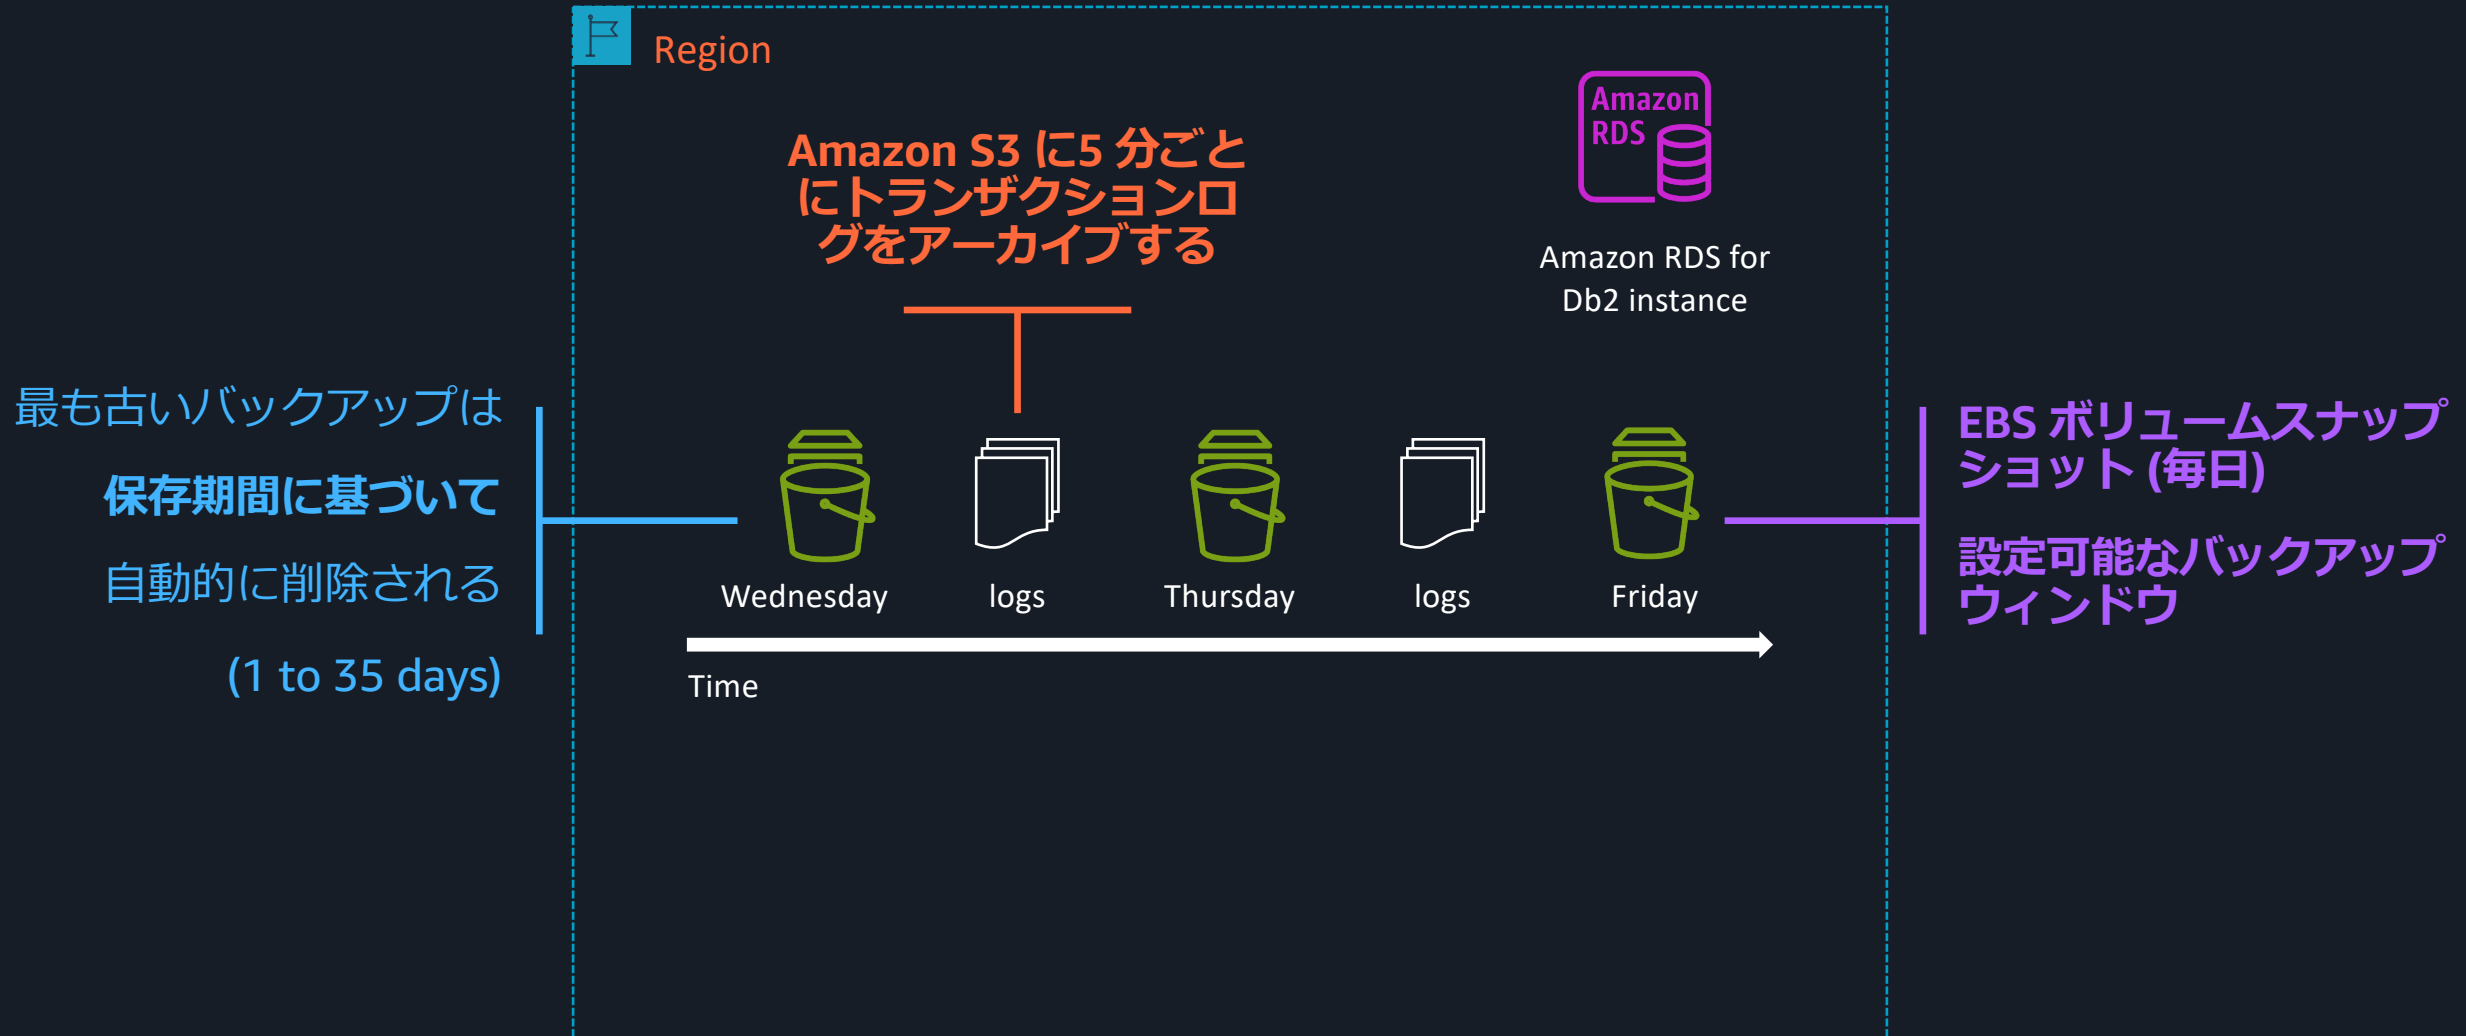 Region
Amazon S3 に5 分ごと
にトランザクションロ
グをアーカイブする
Amazon
RDS
Amazon RDS for
Db2 instance
最も古いバックアップは
保存期間に基づいて
自動的に削除される
(1 to 35 days)
Wednesday
logs
Thursday
logs
Friday
Time
EBS ボリュームスナップ
ショット (毎日)
設定可能なバックアップ
ウィンドウ